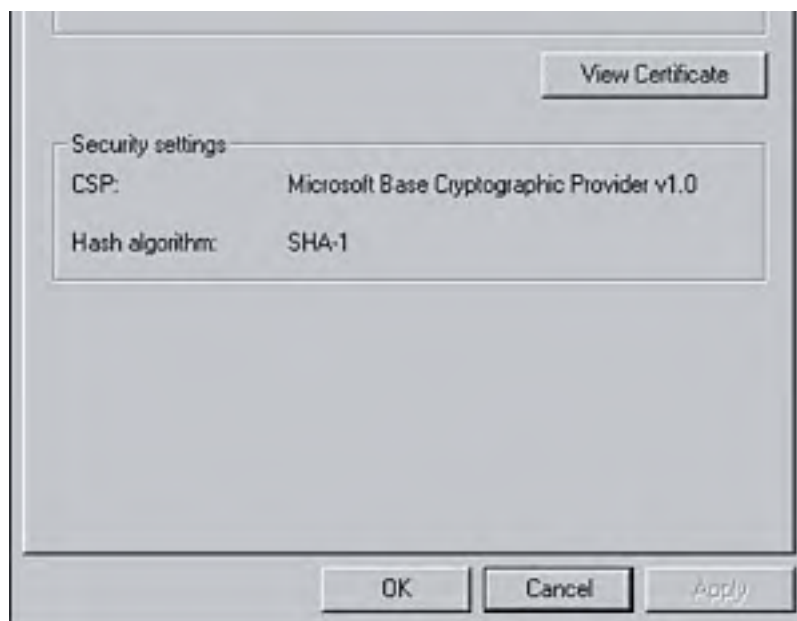 View Certificate
Security settings
CSP: Microsoft Base Cryptographic Provider v1.0
Hash algorithm: SHA-1
OK Cancel Apply